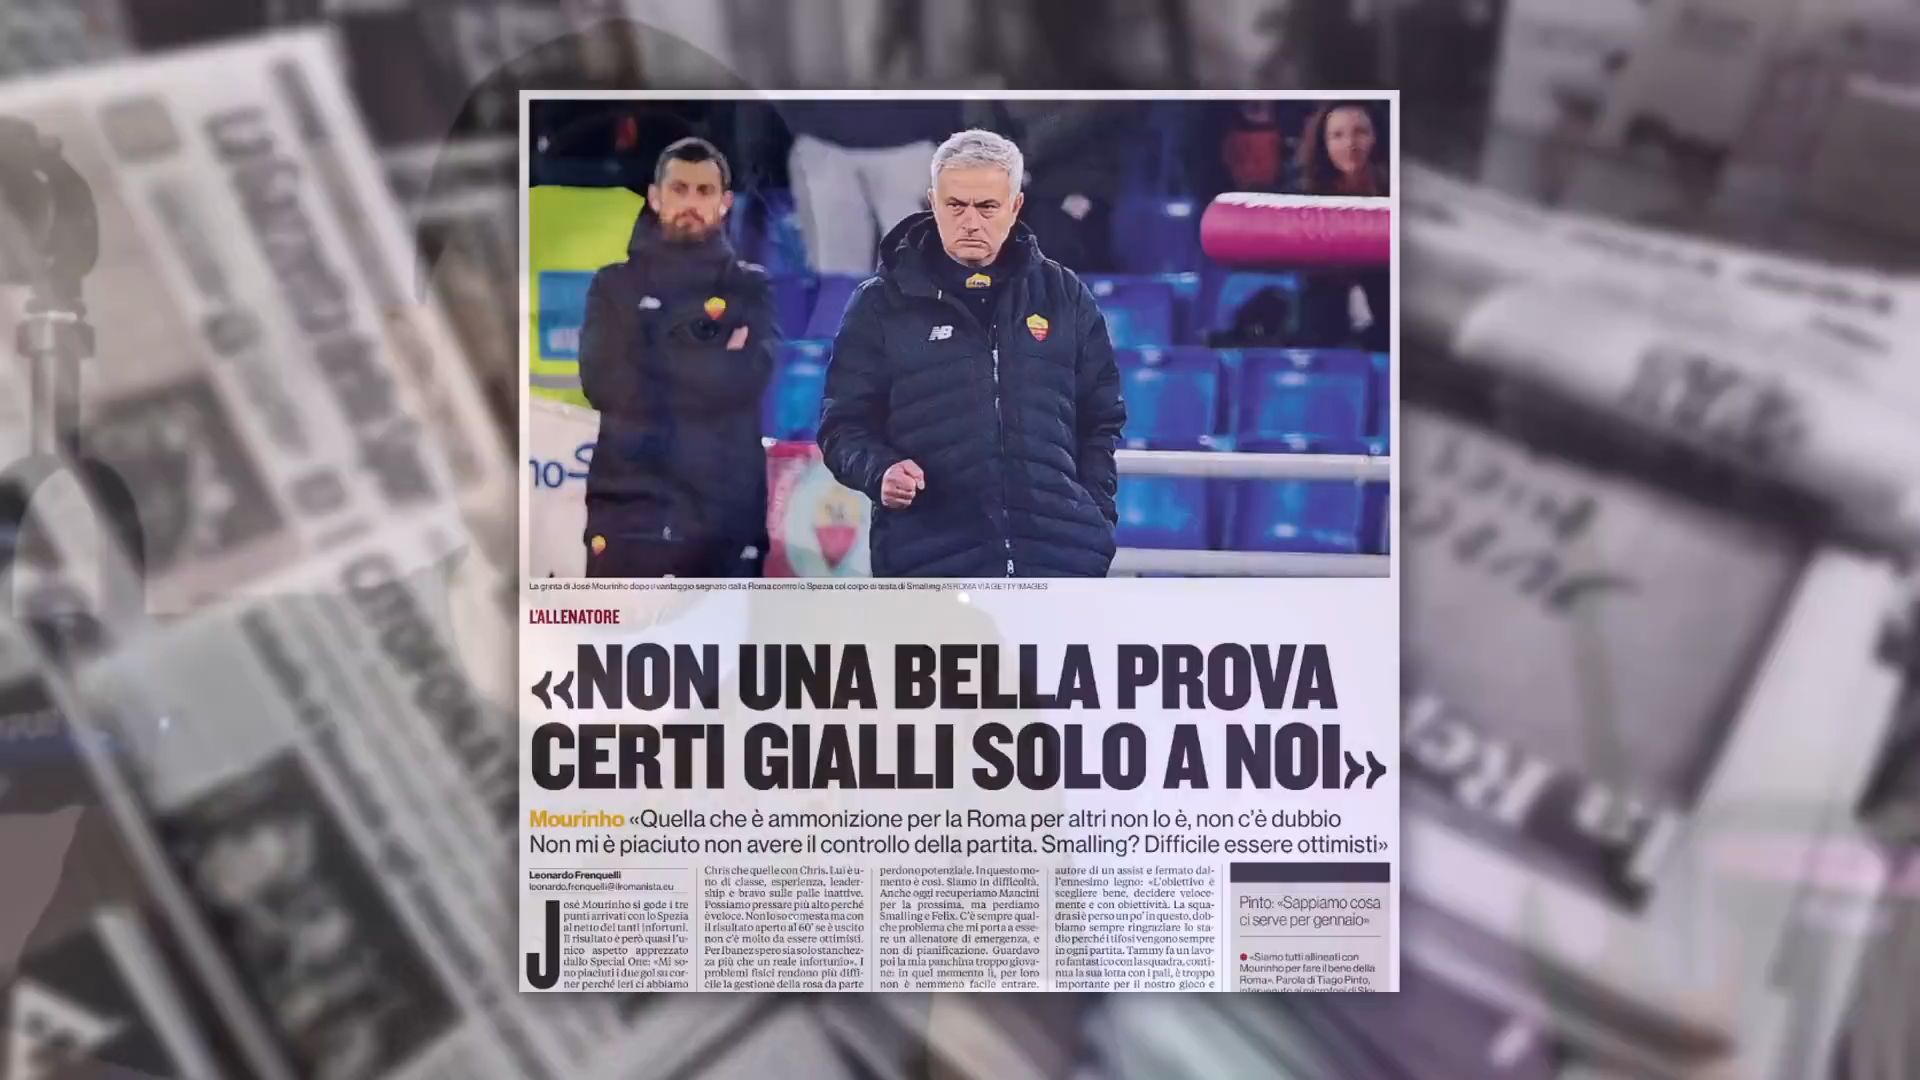 La grinta di José Mourinho dopo il vantaggio segnato dalla Roma contro lo Spezia col colpo di testa di Smalling AS ROMA VIA GETTY IMAGES
L'ALLENATORE
«NON UNA BELLA PROVA
CERTI GIALLI SOLO A NOI»
Mourinho «Quella che è ammonizione per la Roma per altri non lo è, non c'è dubbio
Non mi è piaciuto non avere il controllo della partita. Smalling? Difficile essere ottimisti»
Leonardo Frenquelli
leonardo.frenquelli@ilromanista.eu
José Mourinho si gode i tre
punti arrivati con lo Spezia
al netto dei tanti infortuni.
Il risultato è però quasi l'u-
nico aspetto apprezzato
dallo Special One: «Mi so-
no piaciuti i due gol su cor-
ner perché ieri ci abbiamo
Chris che quelle con Chris. Lui è u-
no di classe, esperienza, leader-
ship e bravo sulle palle inattive.
Possiamo pressare più alto perché
è veloce. Non lo so come sta ma con
il risultato aperto al 60' se è uscito
non c'è molto da essere ottimisti.
Per Ibanez spero sia solo stanchez-
za più che un reale infortunio». I
problemi fisici rendono più diffi-
cile la gestione della rosa da parte
perdono potenziale. In questo mo-
mento è così. Siamo in difficoltà.
Anche oggi recuperiamo Mancini
per la prossima, ma perdiamo
Smalling e Felix. C'è sempre qual-
che problema che mi porta a esse-
re un allenatore di emergenza, e
non di pianificazione. Guardavo
poi la mia panchina troppo giova-
ne: in quel momento lì, per loro
non è nemmeno facile entrare.
autore di un assist e fermato dal-
l'ennesimo legno: «L'obiettivo è
scegliere bene, decidere veloce-
mente e con obiettività. La squa-
dra si è perso un po' in questo, dob-
biamo sempre ringraziare lo sta-
dio perché i tifosi vengono sempre
in ogni partita. Tammy fa un lavo-
ro fantastico con la squadra, conti-
nua la sua lotta con i pali, è troppo
importante per il nostro gioco e
Pinto: «Sappiamo cosa
ci serve per gennaio»
«Siamo tutti allineati con
Mourinho per fare il bene della
Roma». Parola di Tiago Pinto,
intervenuto ai microfoni di Sky
NB